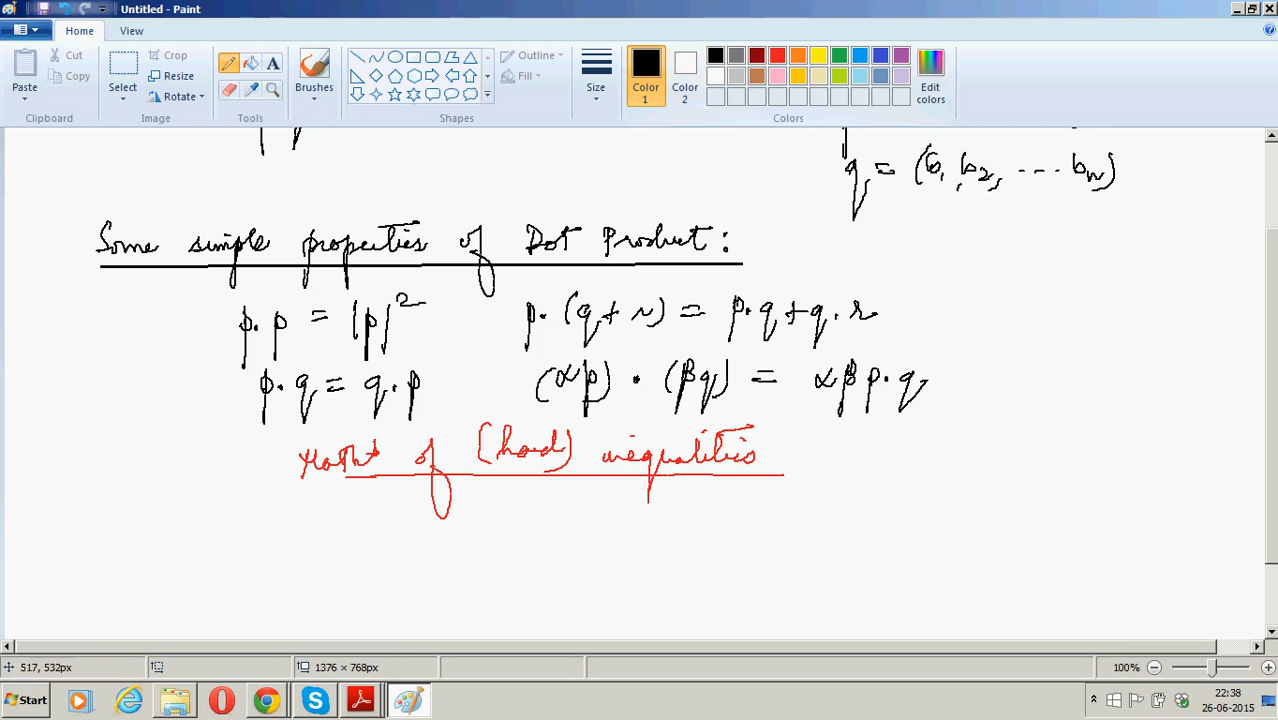 Untitled - Paint
Home View
Paste Cut Copy Select Crop Resize Rotate Brushes Outline Fill Size Color 1 Color 2 Edit colors
Clipboard Image Tools Shapes Colors
q = (b1, b2, ... bn)
Some simple properties of Dot Product:
p.p = |p|^2 p.(q+r) = p.q+q.r
p.q = q.p (αp) . (βq) = αβ p.q
of (hard) inequalities
517, 532px 1376 × 768px 100%
Start 22:38
26-06-2015